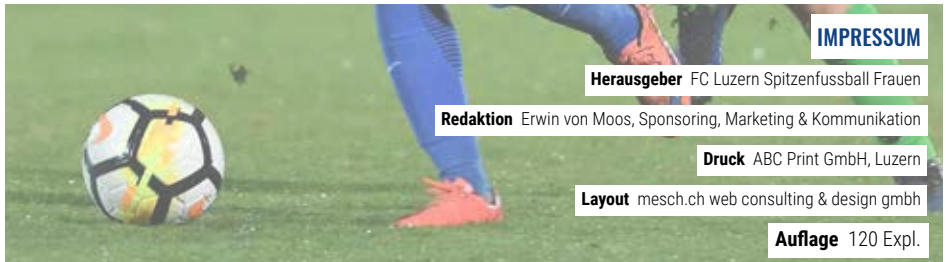 IMPRESSUM
Herausgeber FC Luzern Spitzenfussball Frauen
Redaktion Erwin von Moos, Sponsoring, Marketing & Kommunikation
Druck ABC Print GmbH, Luzern
Layout mesch.ch web consulting & design gmbh
Auflage 120 Expl.